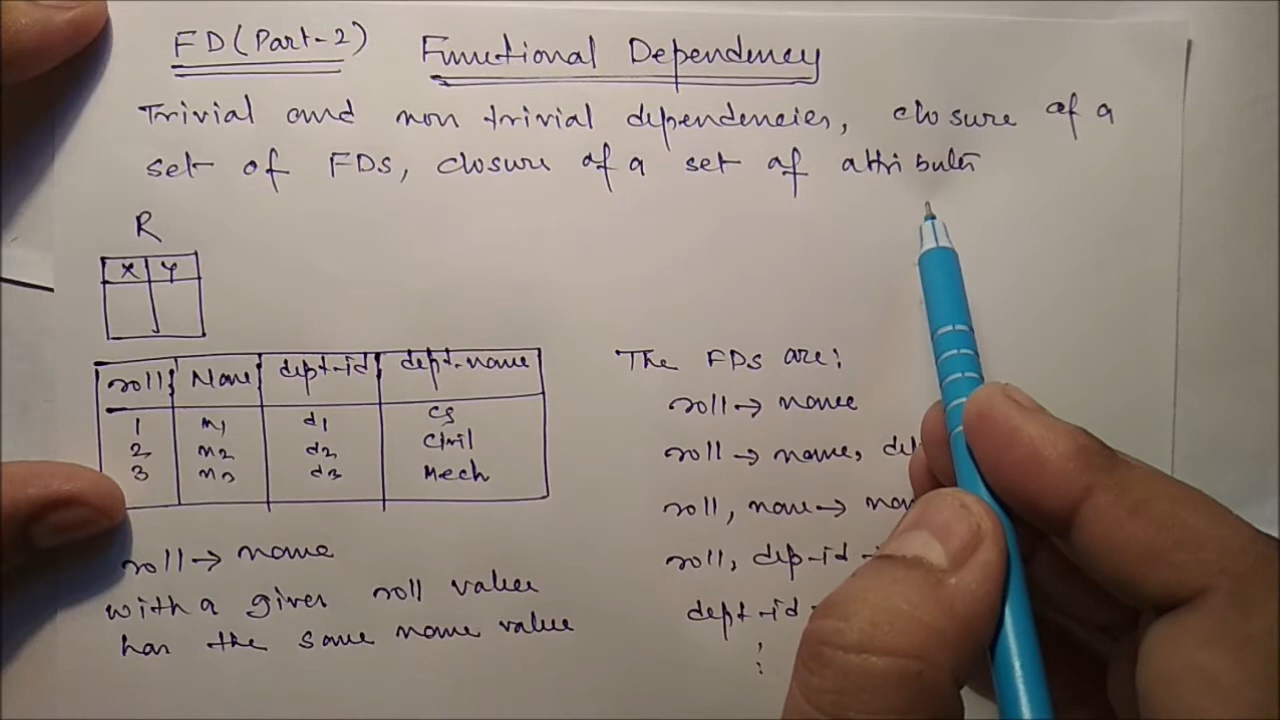 FD (Part-2) Functional Dependency
Trivial and non trivial dependencies, closure of a
set of FDs, closure of a set of attributes
R
X Y
roll Name dept-id dept-name
1 n1 d1 CS
2 n2 d2 Civil
3 n3 d3 Mech
roll → name
with a given roll value
has the same name value
The FDs are:
roll → name
roll → name, de
roll, name → nam
roll, dep-id →
dept-id